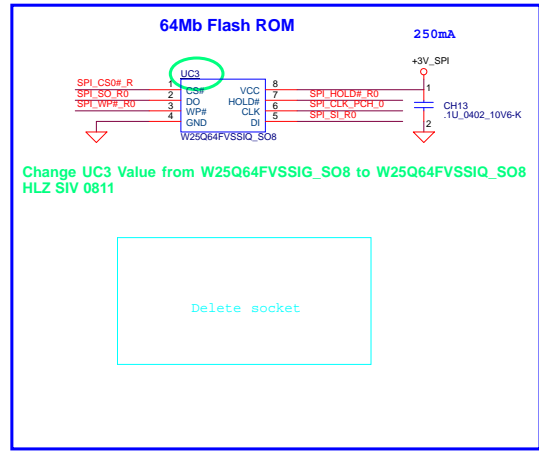 64Mb Flash ROM
250mA
+3V_SPI
UC3
SPI_CS0#_R 1 CS# VCC 8
SPI_SO_R0 2 DO HOLD# 7 SPI_HOLD#_R0
SPI_WP#_R0 3 WP# CLK 6 SPI_CLK_PCH_0
4 GND DI 5 SPI_SI_R0
W25Q64FVSSIQ_SO8
1
CH13
.1U_0402_10V6-K
2
Change UC3 Value from W25Q64FVSSIG_SO8 to W25Q64FVSSIQ_SO8
HLZ SIV 0811
Delete socket